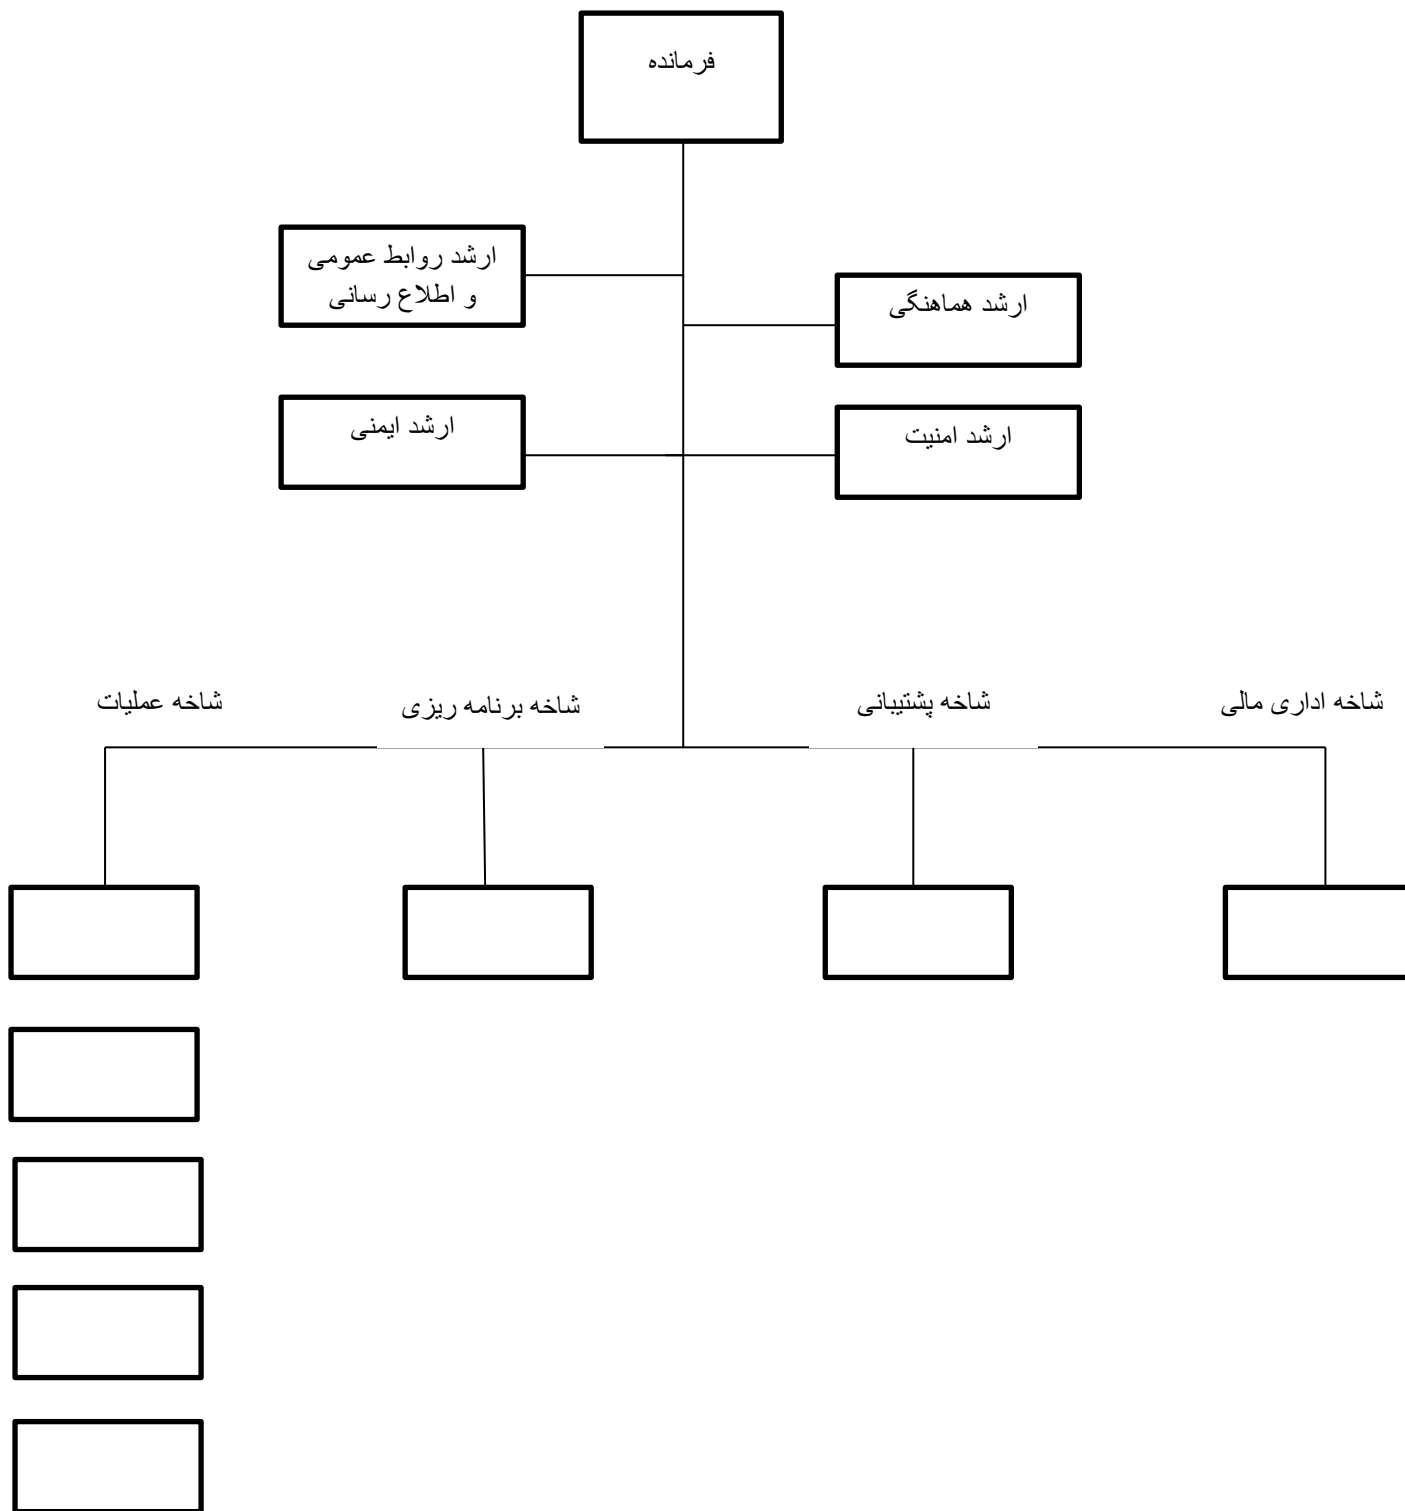 فرمانده
ارشد روابط عمومی
و اطلاع رسانی
ارشد هماهنگی
ارشد ایمنی
ارشد امنیت
شاخه عملیات
شاخه برنامه ریزی
شاخه پشتیبانی
شاخه اداری مالی